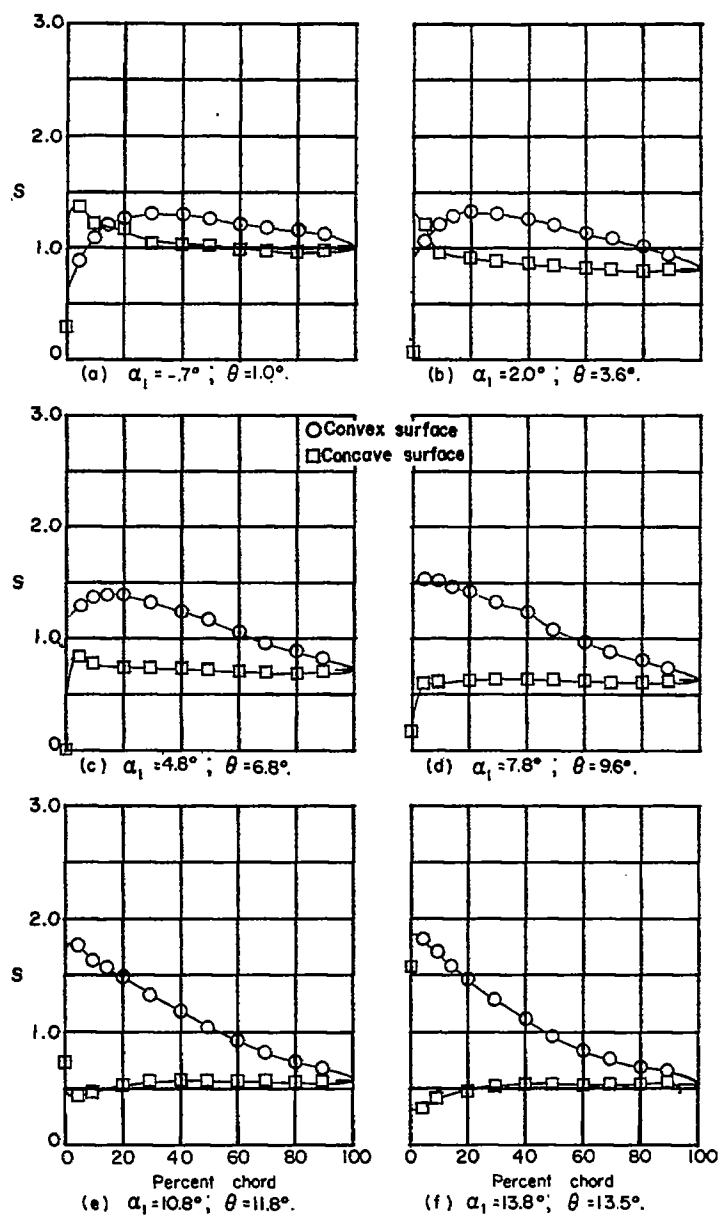 3.0
2.0
S
1.0
0
(a) α₁ = -.7° ; θ = 1.0°.
(b) α₁ = 2.0° ; θ = 3.6°.
3.0
○ Convex surface
□ Concave surface
2.0
S
1.0
0
(c) α₁ = 4.8° ; θ = 6.8°.
(d) α₁ = 7.8° ; θ = 9.6°.
3.0
2.0
S
1.0
0
0 20 40 60 80 100
0 20 40 60 80 100
Percent chord
Percent chord
(e) α₁ = 10.8° ; θ = 11.8°.
(f) α₁ = 13.8° ; θ = 13.5°.